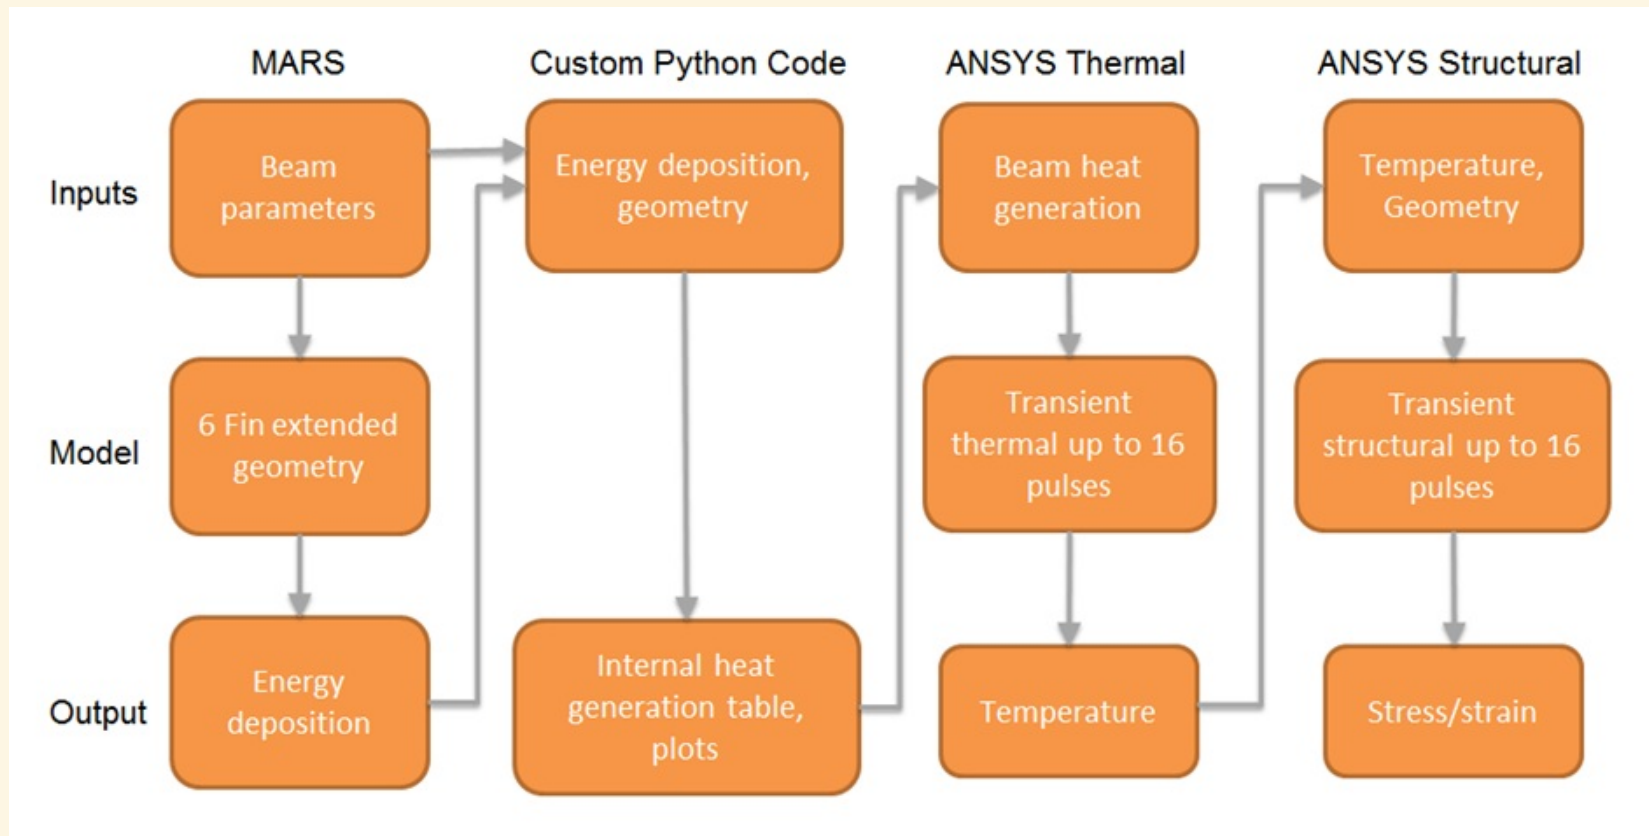 MARS
Custom Python Code
ANSYS Thermal
ANSYS Structural
Inputs
Beam
parameters
Energy deposition,
geometry
Beam heat
generation
Temperature,
Geometry
Model
6 Fin extended
geometry
Transient
thermal up to 16
pulses
Transient
structural up to 16
pulses
Output
Energy
deposition
Internal heat
generation table,
plots
Temperature
Stress/strain